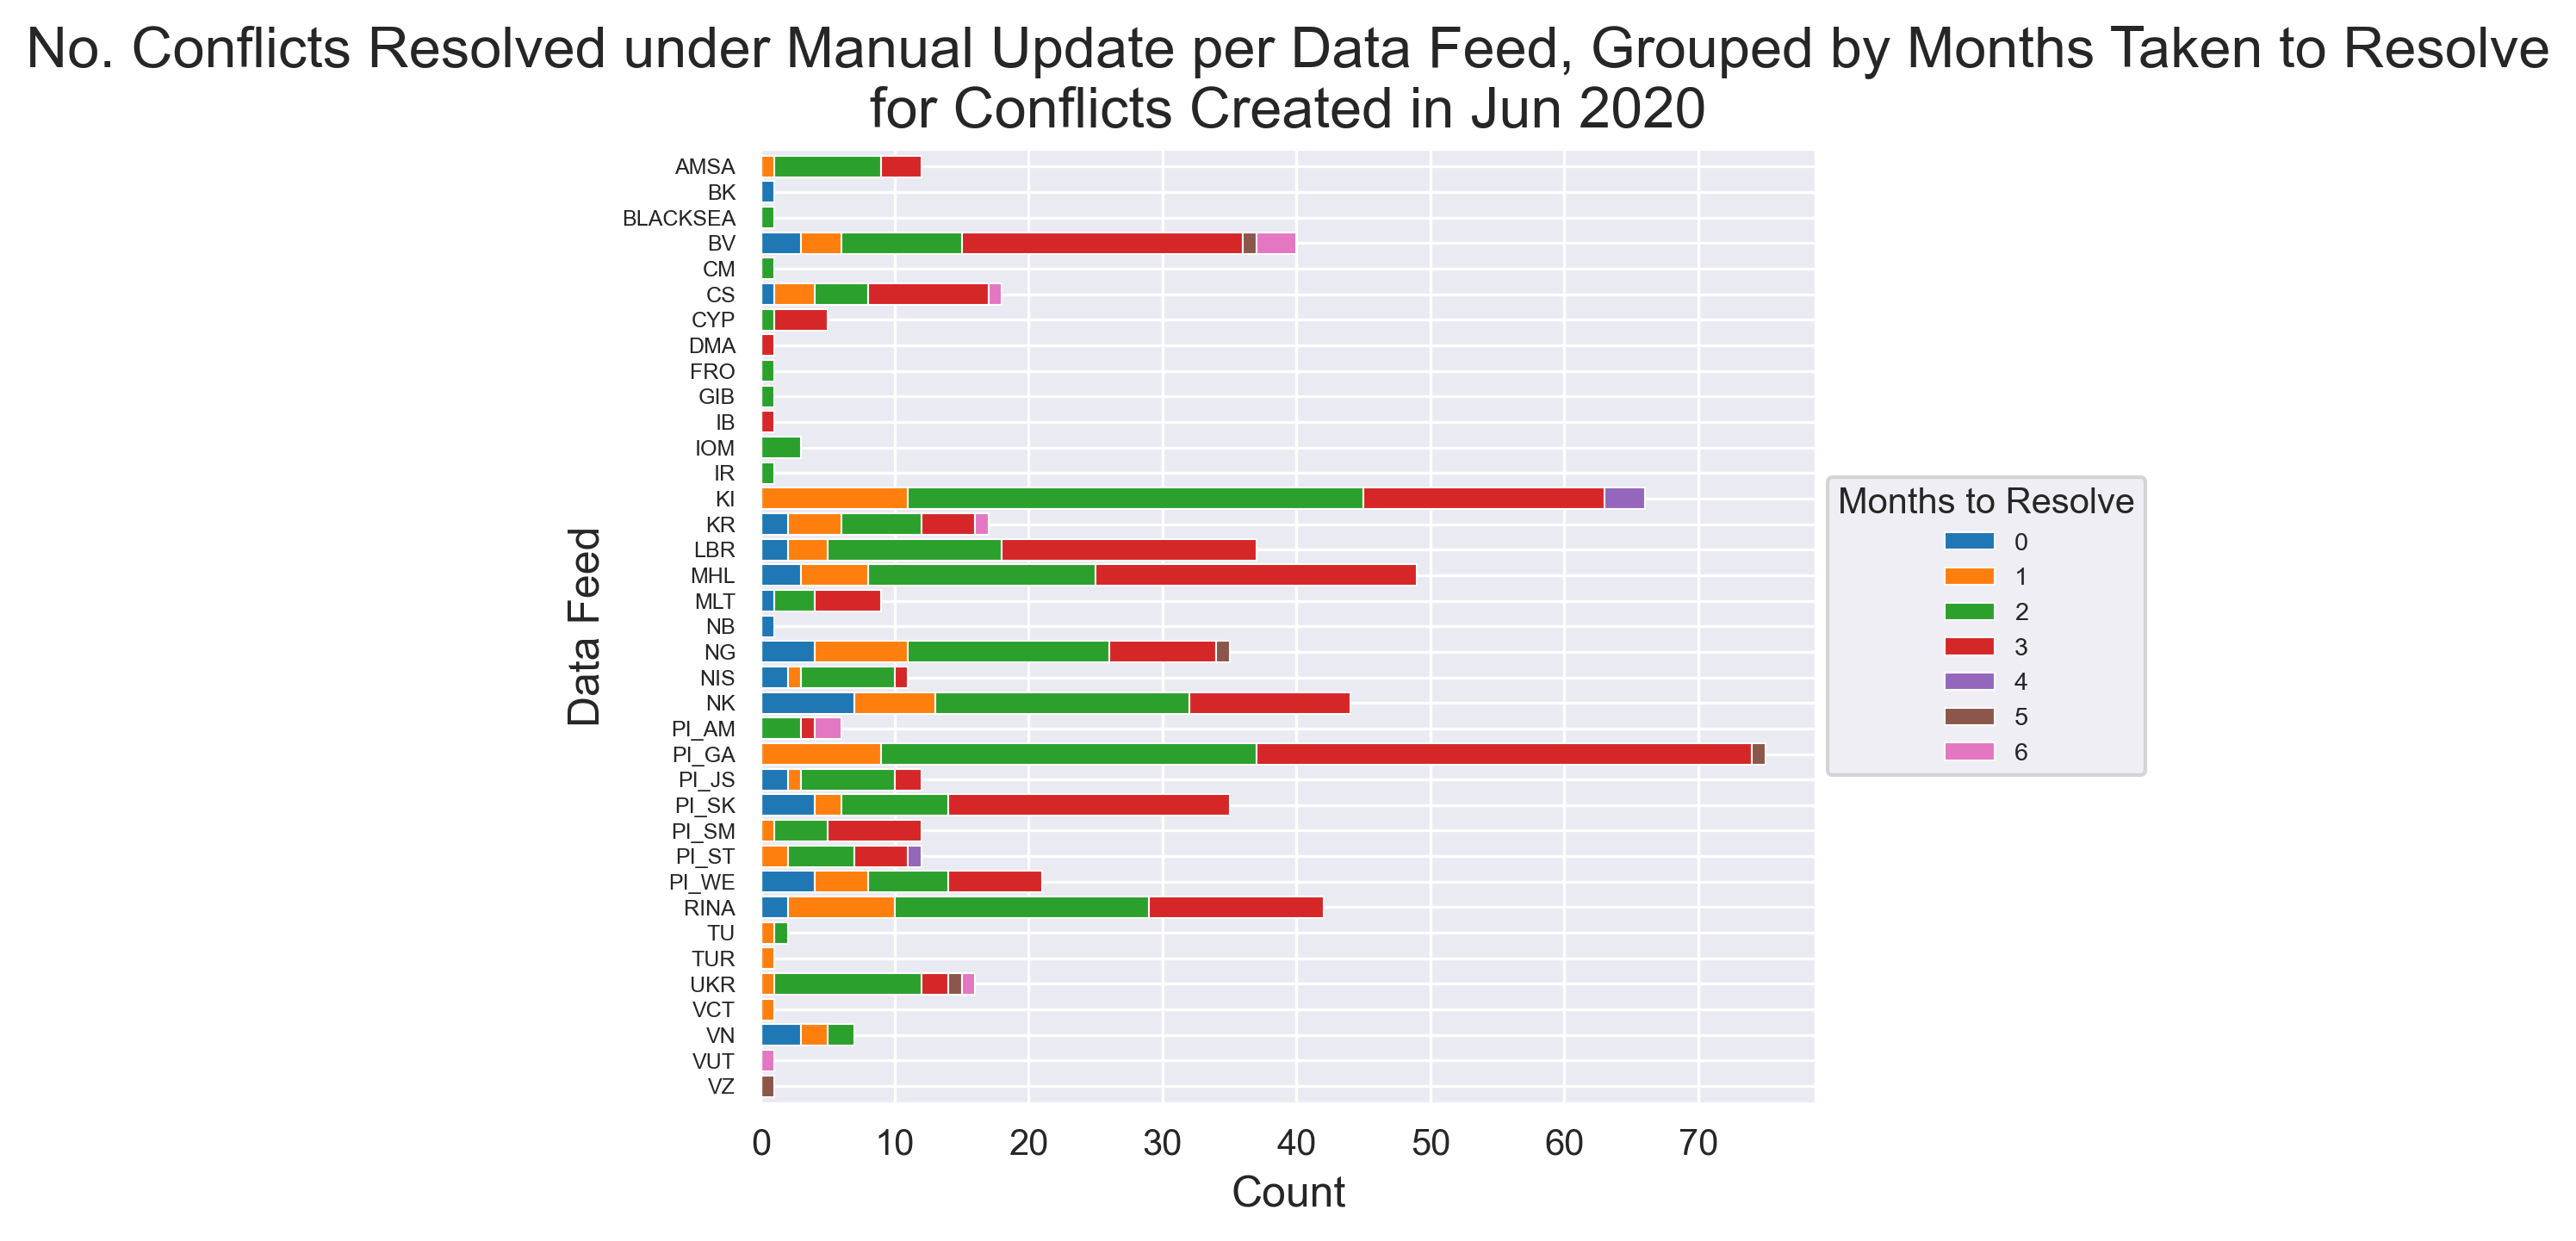 No. Conflicts Resolved under Manual Update per Data Feed, Grouped by Months Taken to Resolve
for Conflicts Created in Jun 2020
AMSA
BK
BLACKSEA
BV
CM
CS
CYP
DMA
FRO
GIB
IB
IOM
IR
KI
KR
LBR
MHL
MLT
NB
NG
NIS
NK
PI_AM
PI_GA
PI_JS
PI_SK
PI_SM
PI_ST
PI_WE
RINA
TU
TUR
UKR
VCT
VN
VUT
VZ
Data Feed
0 10 20 30 40 50 60 70
Count
Months to Resolve
0
1
2
3
4
5
6